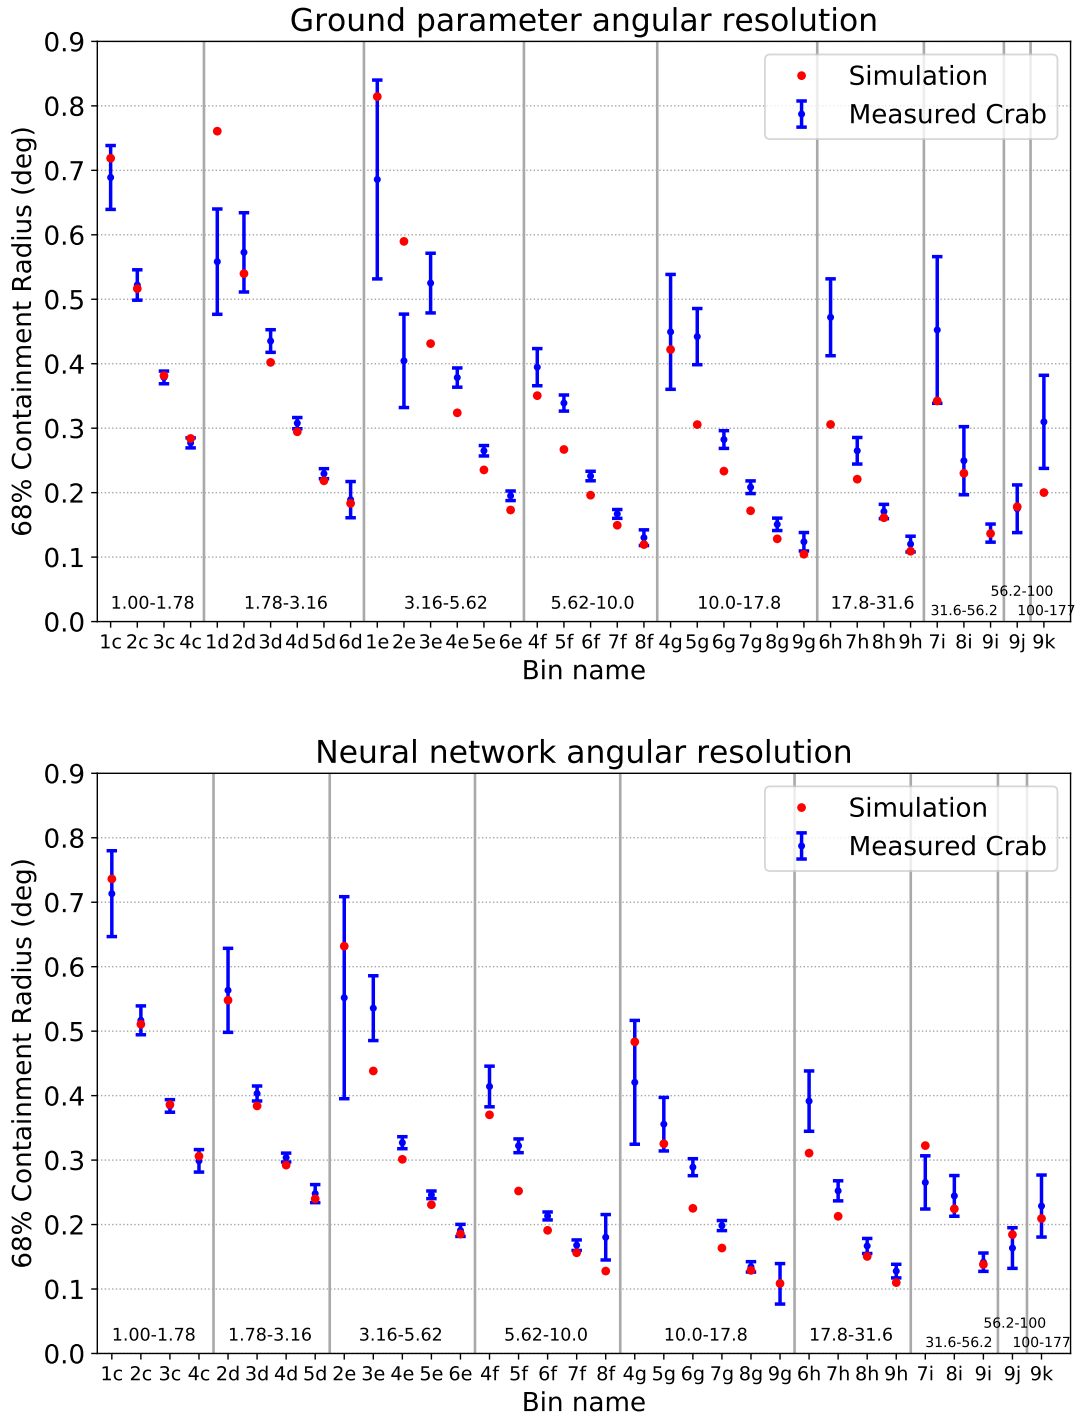 Ground parameter angular resolution
0.9
0.8
0.7
0.6
0.5
0.4
0.3
0.2
0.1
0.0
68% Containment Radius (deg)
Simulation
Measured Crab
1.00-1.78 1.78-3.16 3.16-5.62 5.62-10.0 10.0-17.8 17.8-31.6 31.6-56.2 56.2-100 100-177
1c 2c 3c 4c 1d 2d 3d 4d 5d 6d 1e 2e 3e 4e 5e 6e 4f 5f 6f 7f 8f 4g 5g 6g 7g 8g 9g 6h 7h 8h 9h 7i 8i 9i 9j 9k
Bin name
Neural network angular resolution
0.9
0.8
0.7
0.6
0.5
0.4
0.3
0.2
0.1
0.0
68% Containment Radius (deg)
Simulation
Measured Crab
1.00-1.78 1.78-3.16 3.16-5.62 5.62-10.0 10.0-17.8 17.8-31.6 31.6-56.2 56.2-100 100-177
1c 2c 3c 4c 2d 3d 4d 5d 2e 3e 4e 5e 6e 4f 5f 6f 7f 8f 4g 5g 6g 7g 8g 9g 6h 7h 8h 9h 7i 8i 9i 9j 9k
Bin name